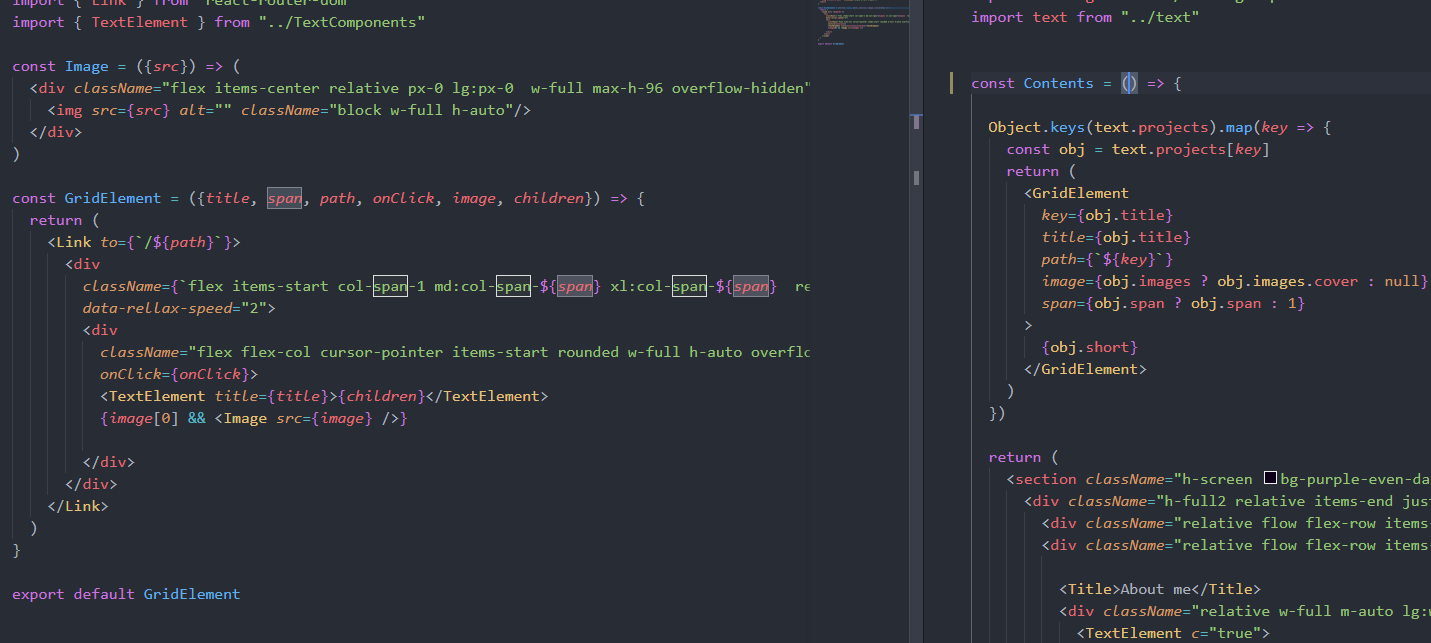 import { Link } from "react-router-dom"
import { TextElement } from "../TextComponents"
const Image = ({src}) => (
<div className="flex items-center relative px-0 lg:px-0  w-full max-h-96 overflow-hidden"
<img src={src} alt="" className="block w-full h-auto"/>
</div>
)
const GridElement = ({title, span, path, onClick, image, children}) => {
return (
<Link to={`/${path}`}>
<div
className={`flex items-start col-span-1 md:col-span-${span} xl:col-span-${span}  re
data-rellax-speed="2">
<div
className="flex flex-col cursor-pointer items-start rounded w-full h-auto overflo
onClick={onClick}>
<TextElement title={title}>{children}</TextElement>
{image[0] && <Image src={image} />}
</div>
</div>
</Link>
)
}
export default GridElement
import text from "../text"
const Contents = () => {
Object.keys(text.projects).map(key => {
const obj = text.projects[key]
return (
<GridElement
key={obj.title}
title={obj.title}
path={`${key}`}
image={obj.images ? obj.images.cover : null}
span={obj.span ? obj.span : 1}
>
{obj.short}
</GridElement>
)
})
return (
<section className="h-screen bg-purple-even-da
<div className="h-full2 relative items-end jus
<div className="relative flow flex-row items-
<div className="relative flow flex-row items-
<Title>About me</Title>
<div className="relative w-full m-auto lg:w
<TextElement c="true">